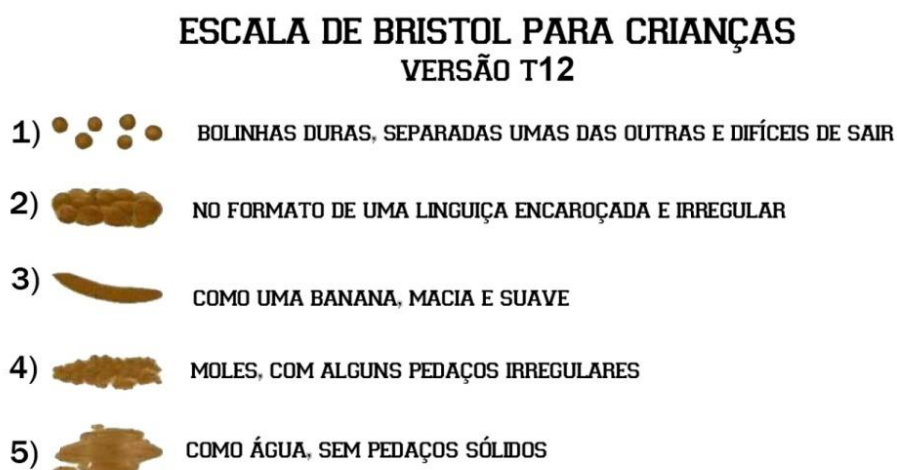 ESCALA DE BRISTOL PARA CRIANÇAS
VERSÃO T12
1) BOLINHAS DURAS, SEPARADAS UMAS DAS OUTRAS E DIFÍCEIS DE SAIR
2) NO FORMATO DE UMA LINGUIÇA ENCAROÇADA E IRREGULAR
3) COMO UMA BANANA, MACIA E SUAVE
4) MOLES, COM ALGUNS PEDAÇOS IRREGULARES
5) COMO ÁGUA, SEM PEDAÇOS SÓLIDOS